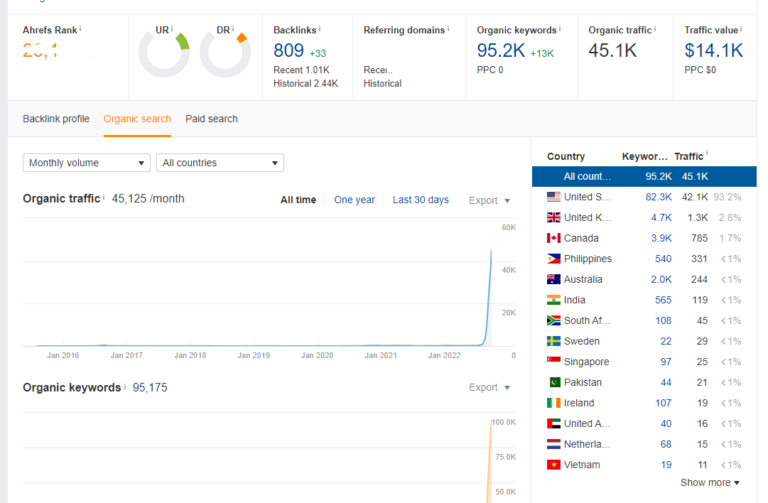 Ahrefs Rank i
UR i
DR i
Backlinks i
809 +33
Recent 1.01K
Historical 2.44K
Referring domains i
Historical
Organic keywords i
95.2K +13K
PPC 0
Organic traffic i
45.1K
Traffic value i
$14.1K
PPC $0
Backlink profile Organic search Paid search
Monthly volume ▼ All countries ▼
Organic traffic i 45,125 /month All time One year Last 30 days Export ▼
60K
40K
20K
0
Jan 2016 Jan 2017 Jan 2018 Jan 2019 Jan 2020 Jan 2021 Jan 2022
Organic keywords i 95,175 Export ▼
100.0K
75.0K
50.0K
Country Keywor... Traffic i
All count... 95.2K 45.1K
United S... 82.3K 42.1K 93.2%
United K... 4.7K 1.3K 2.8%
Canada 3.9K 785 1.7%
Philippines 540 331 <1%
Australia 2.0K 244 <1%
India 565 119 <1%
South Af... 108 45 <1%
Sweden 22 29 <1%
Singapore 97 25 <1%
Pakistan 44 21 <1%
Ireland 107 19 <1%
United A... 40 16 <1%
Netherla... 68 15 <1%
Vietnam 19 11 <1%
Show more ▼